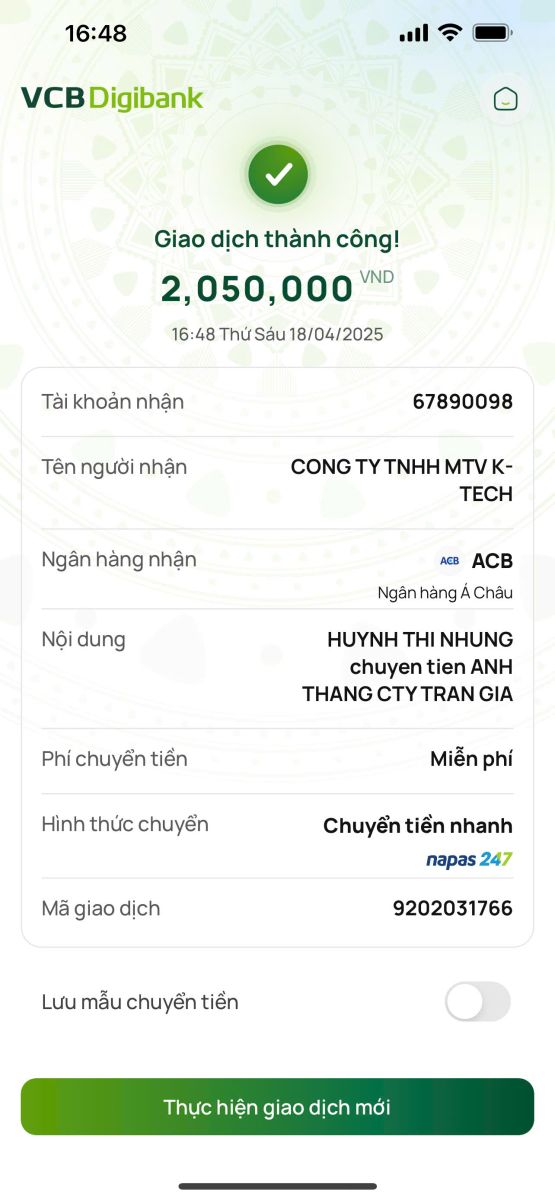 16:48
VCB Digibank
Giao dịch thành công!
2,050,000 VND
16:48 Thứ Sáu 18/04/2025
Tài khoản nhận 67890098
Tên người nhận CONG TY TNHH MTV K-
TECH
Ngân hàng nhận ACB ACB
Ngân hàng Á Châu
Nội dung HUYNH THI NHUNG
chuyen tien ANH
THANG CTY TRAN GIA
Phí chuyển tiền Miễn phí
Hình thức chuyển Chuyển tiền nhanh
napas 247
Mã giao dịch 9202031766
Lưu mẫu chuyển tiền
Thực hiện giao dịch mới